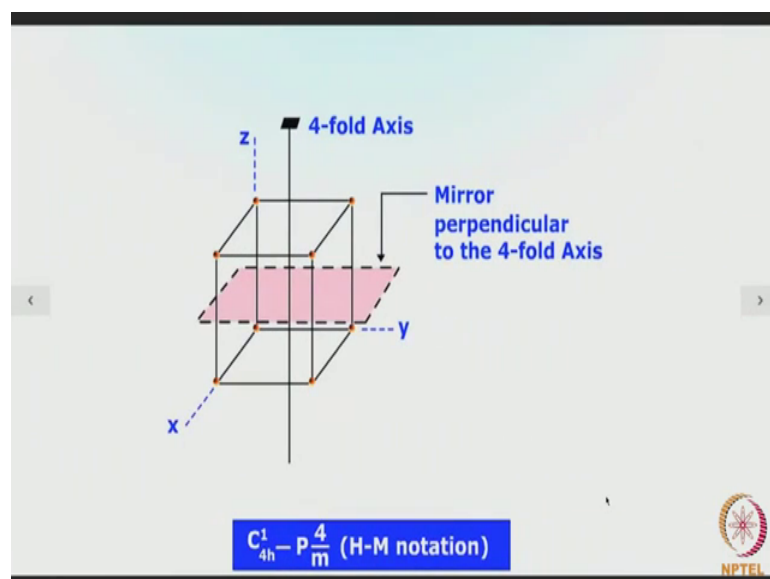 4-fold Axis
z
Mirror
perpendicular
to the 4-fold Axis
y
x
C¹₄ₕ – P 4/m (H-M notation)
NPTEL